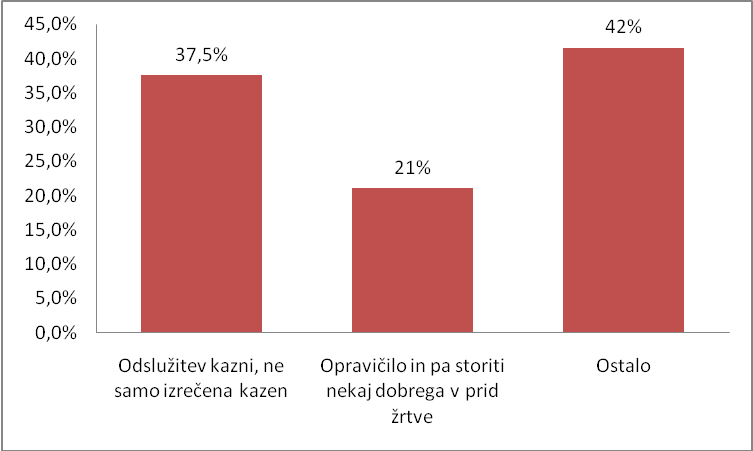 45,0%
40,0%
35,0%
30,0%
25,0%
20,0%
15,0%
10,0%
5,0%
0,0%
37,5%
21%
42%
Odslužitev kazni, ne
samo izrečena kazen
Opravičilo in pa storiti
nekaj dobrega v prid
žrtve
Ostalo